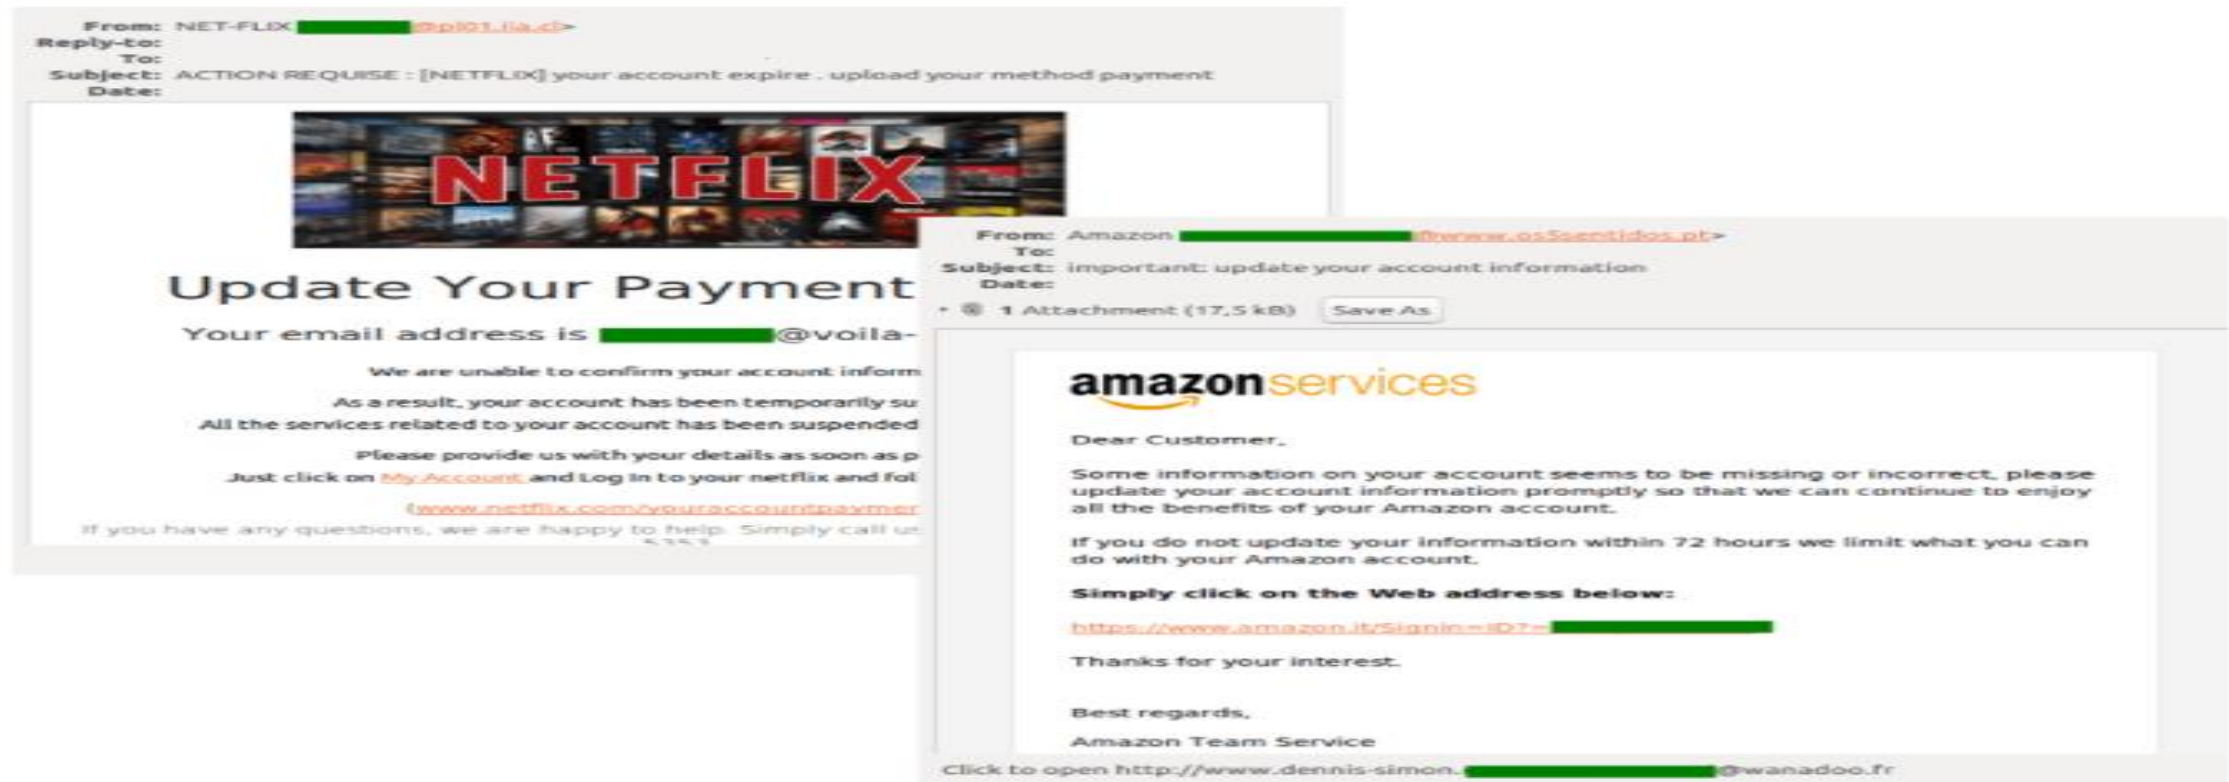 From: NET-FLIX @pl01.iia.cl>
Reply-to:
To:
Subject: ACTION REQUISE : [NETFLIX] your account expire . upload your method payment
Date:
NETFLIX
Update Your Payment
Your email address is @voila-
We are unable to confirm your account inform
As a result, your account has been temporarily su
All the services related to your account has been suspended
Please provide us with your details as soon as p
Just click on My Account and Log In to your netflix and fol
(www.netflix.com/youraccountpaymer
If you have any questions, we are happy to help. Simply call us
From: Amazon @www.os5sentidos.pt>
To:
Subject: important: update your account information
Date:
1 Attachment (17,5 kB) Save As
amazonservices
Dear Customer,
Some information on your account seems to be missing or incorrect, please
update your account information promptly so that we can continue to enjoy
all the benefits of your Amazon account.
If you do not update your information within 72 hours we limit what you can
do with your Amazon account.
Simply click on the Web address below:
https://www.amazon.it/Signin=ID?=
Thanks for your interest.
Best regards,
Amazon Team Service
Click to open http://www.dennis-simon. @wanadoo.fr